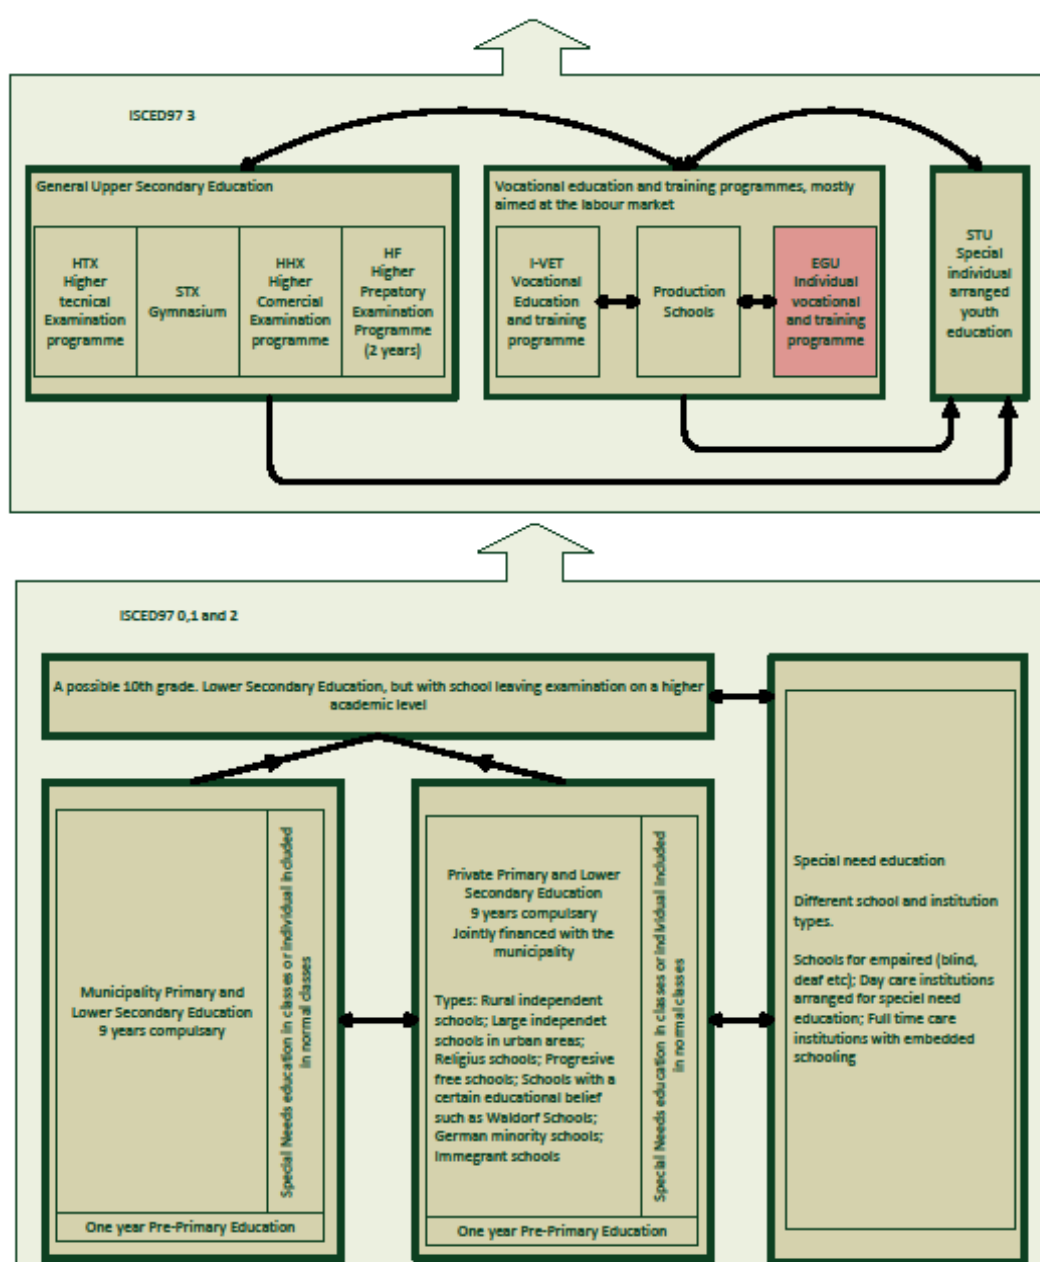 ISCED97 3
General Upper Secondary Education
HTX
Higher
tecnical
Examination
programme
STX
Gymnasium
HHX
Higher
Comercial
Examination
programme
HF
Higher
Prepatory
Examination
Programme
(2 years)
Vocational education and training programmes, mostly
aimed at the labour market
I-VET
Vocational
Education
and training
programme
Production
Schools
EGU
Individual
vocational
and training
programme
STU
Special
individual
arranged
youth
education
ISCED97 0,1 and 2
A possible 10th grade. Lower Secondary Education, but with school leaving examination on a higher
academic level
Municipality Primary and
Lower Secondary Education
9 years compulsary
Special Needs education in classes or individual included
in normal classes
One year Pre-Primary Education
Private Primary and Lower
Secondary Education
9 years compulsary
Jointly financed with the
municipality
Types: Rural independent
schools; Large independet
schools in urban areas;
Religius schools; Progresive
free schools; Schools with a
certain educational belief
such as Waldorf Schools;
German minority schools;
Immegrant schools
Special Needs education in classes or individual included
in normal classes
One year Pre-Primary Education
Special need education
Different school and institution
types.
Schools for empaired (blind,
deaf etc); Day care institutions
arranged for speciel need
education; Full time care
institutions with embedded
schooling